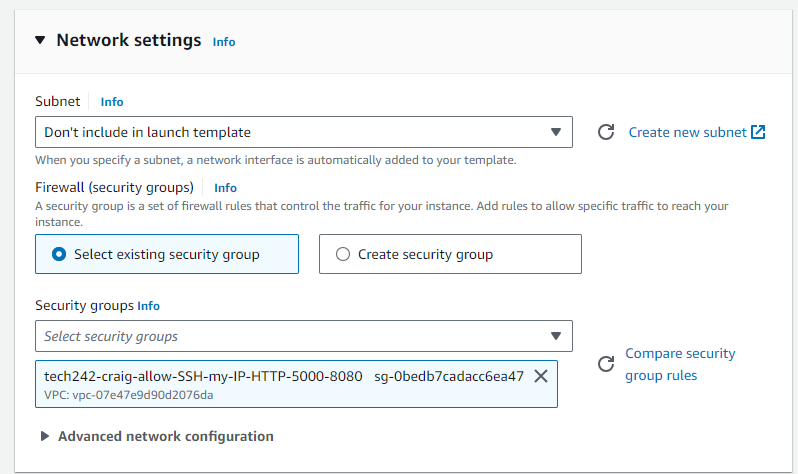 Network settings Info
Subnet Info
Don't include in launch template
Create new subnet
When you specify a subnet, a network interface is automatically added to your template.
Firewall (security groups) Info
A security group is a set of firewall rules that control the traffic for your instance. Add rules to allow specific traffic to reach your
instance.
Select existing security group
Create security group
Security groups Info
Select security groups
Compare security
group rules
tech242-craig-allow-SSH-my-IP-HTTP-5000-8080 sg-0bedb7cadacc6ea47
VPC: vpc-07e47e9d90d2076da
Advanced network configuration